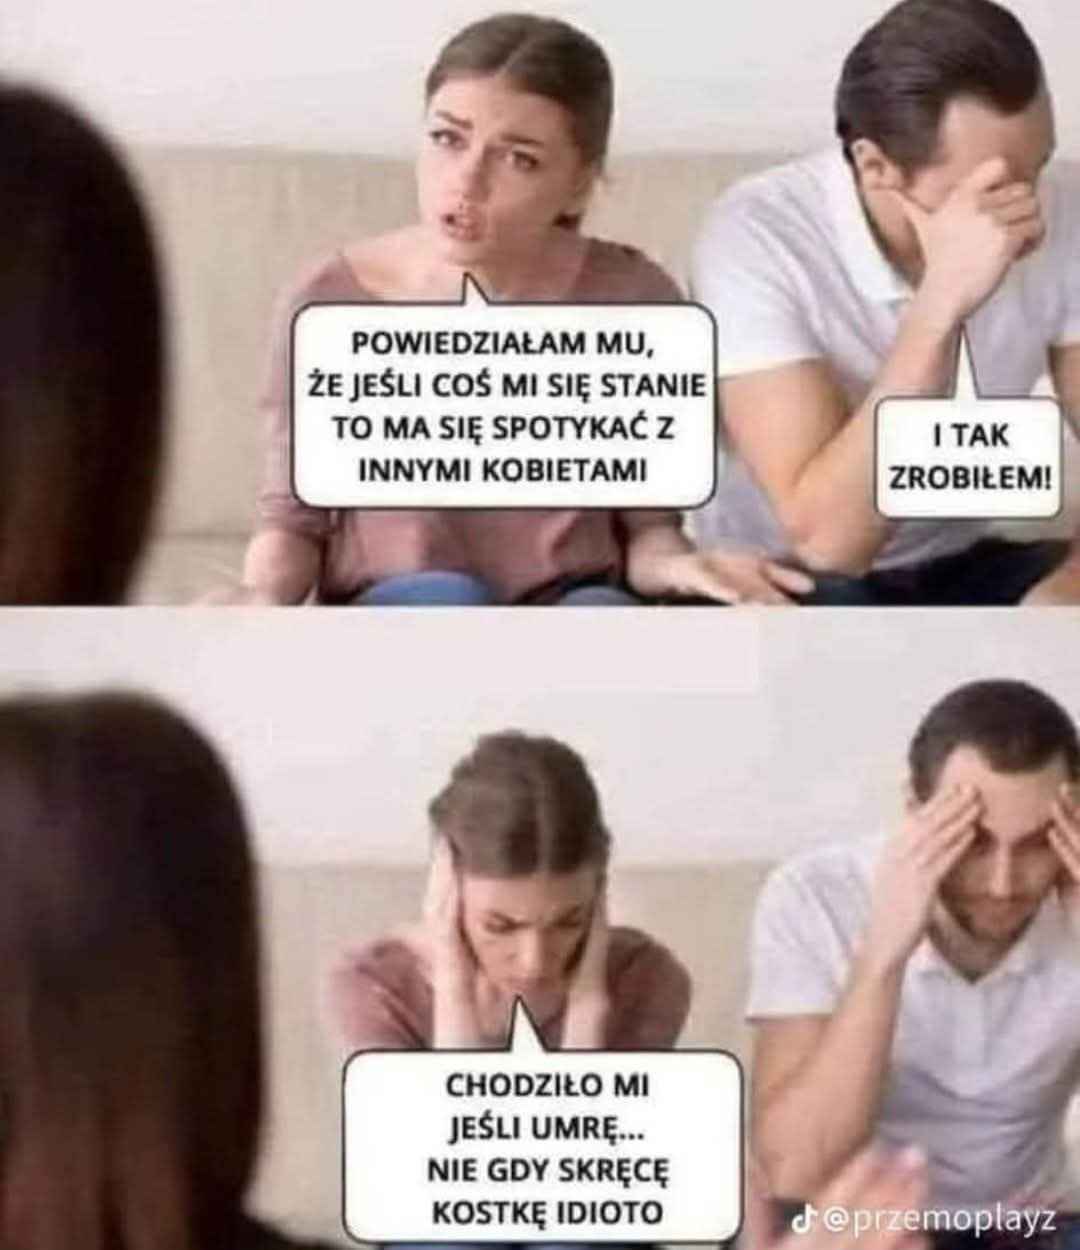 POWIEDZIAŁAM MU,
ŻE JEŚLI COŚ MI SIĘ STANIE
TO MA SIĘ SPOTYKAĆ Z
INNYMI KOBIETAMI
I TAK
ZROBIŁEM!
CHODZIŁO MI
JEŚLI UMRĘ...
NIE GDY SKRĘCĘ
KOSTKĘ IDIOTO
@przemoplayz